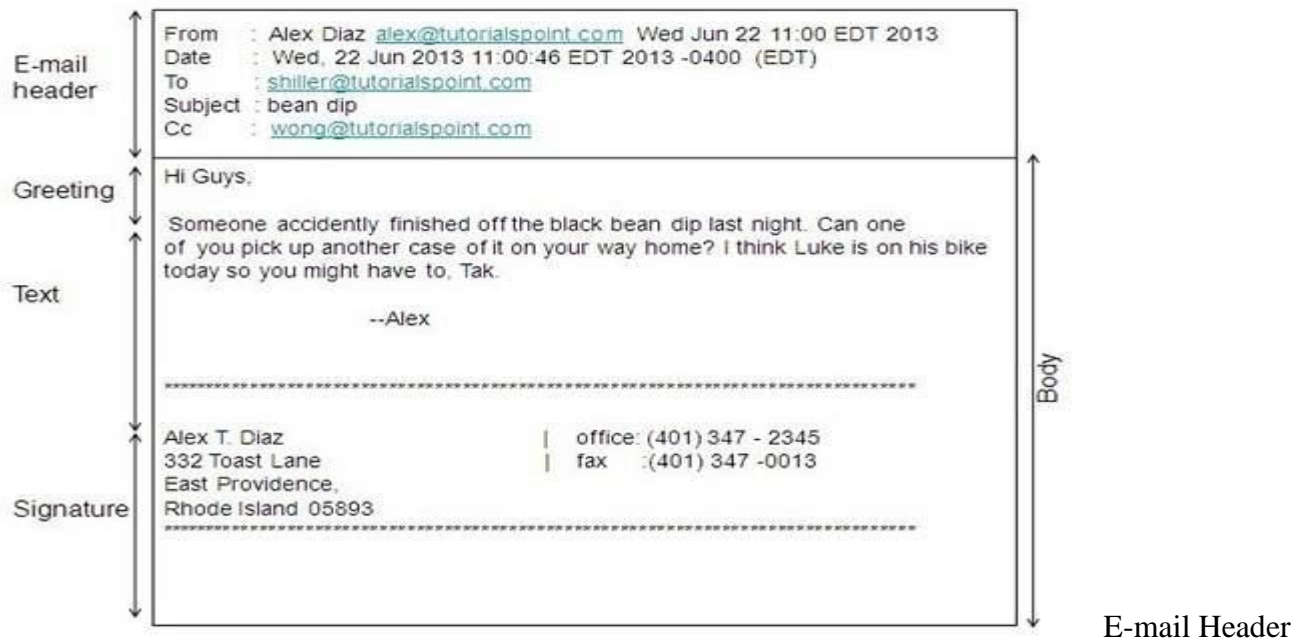 E-mail
header
From : Alex Diaz alex@tutorialspoint.com Wed Jun 22 11:00 EDT 2013
Date : Wed, 22 Jun 2013 11:00:46 EDT 2013 -0400 (EDT)
To : shiller@tutorialspoint.com
Subject : bean dip
Cc : wong@tutorialspoint.com
Greeting
Hi Guys,
Text
Someone accidently finished off the black bean dip last night. Can one
of you pick up another case of it on your way home? I think Luke is on his bike
today so you might have to, Tak.
--Alex
Body
Signature
Alex T. Diaz | office: (401) 347 - 2345
332 Toast Lane | fax :(401) 347 -0013
East Providence,
Rhode Island 05893
E-mail Header